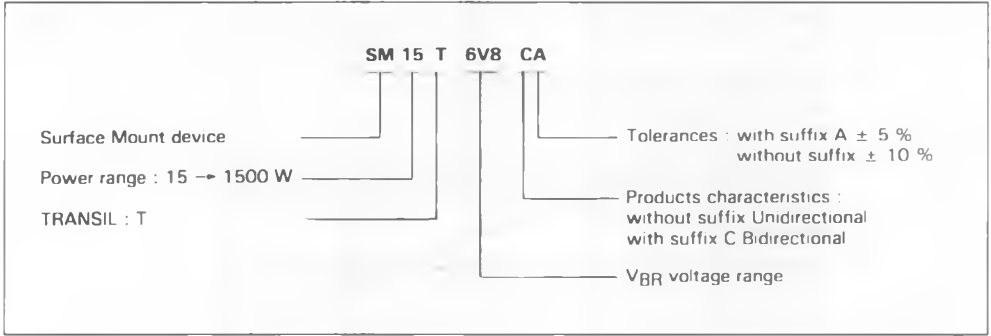 SM 15 T 6V8 CA
Surface Mount device
Power range : 15 → 1500 W
TRANSIL : T
Tolerances : with suffix A ± 5 %
without suffix ± 10 %
Products characteristics :
without suffix Unidirectional
with suffix C Bidirectional
VBR voltage range